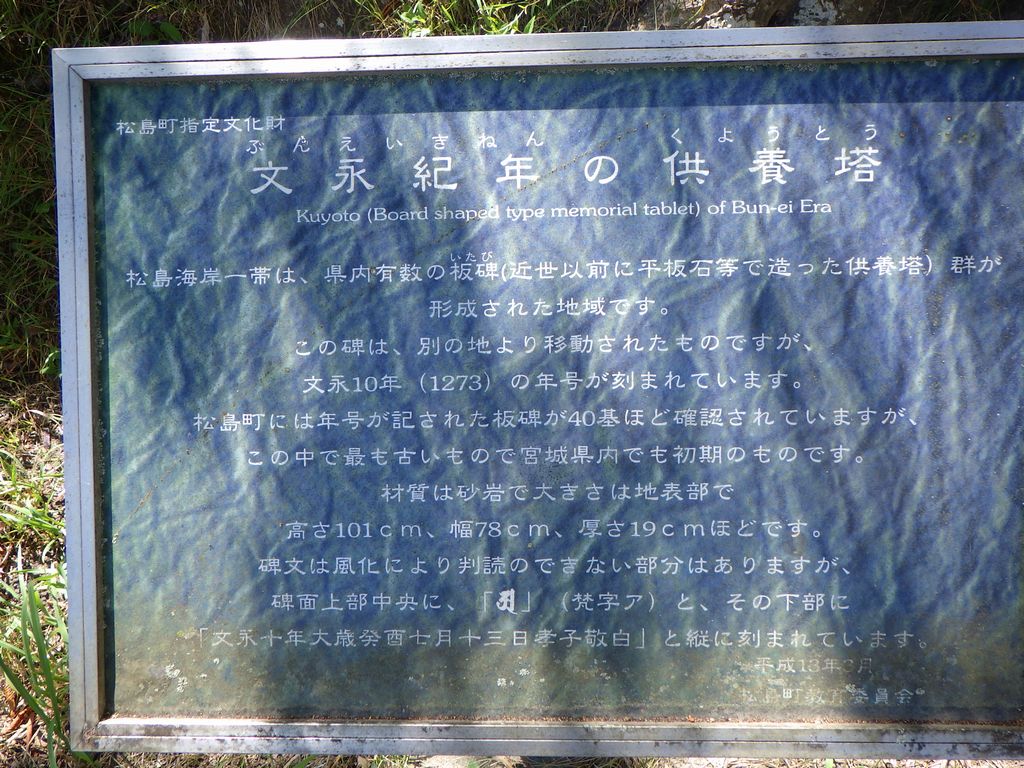 松島町指定文化財
ぶんえいきねん くようとう
文永紀年の供養塔
Kuyoto (Board shaped type memorial tablet) of Bun-ei Era
いたび
松島海岸一帯は、県内有数の板碑(近世以前に平板石等で造った供養塔）群が
形成された地域です。
この碑は、別の地より移動されたものですが、
文永10年（1273）の年号が刻まれています。
松島町には年号が記された板碑が40基ほど確認されていますが、
この中で最も古いもので宮城県内でも初期のものです。
材質は砂岩で大きさは地表部で
高さ101ｃｍ、幅78ｃｍ、厚さ19ｃｍほどです。
碑文は風化により判読のできない部分はありますが、
碑面上部中央に、「」（梵字ア）と、その下部に
「文永十年大歳癸酉七月十三日孝子敬白」と縦に刻まれています。
平成13年3月
松島町教育委員会